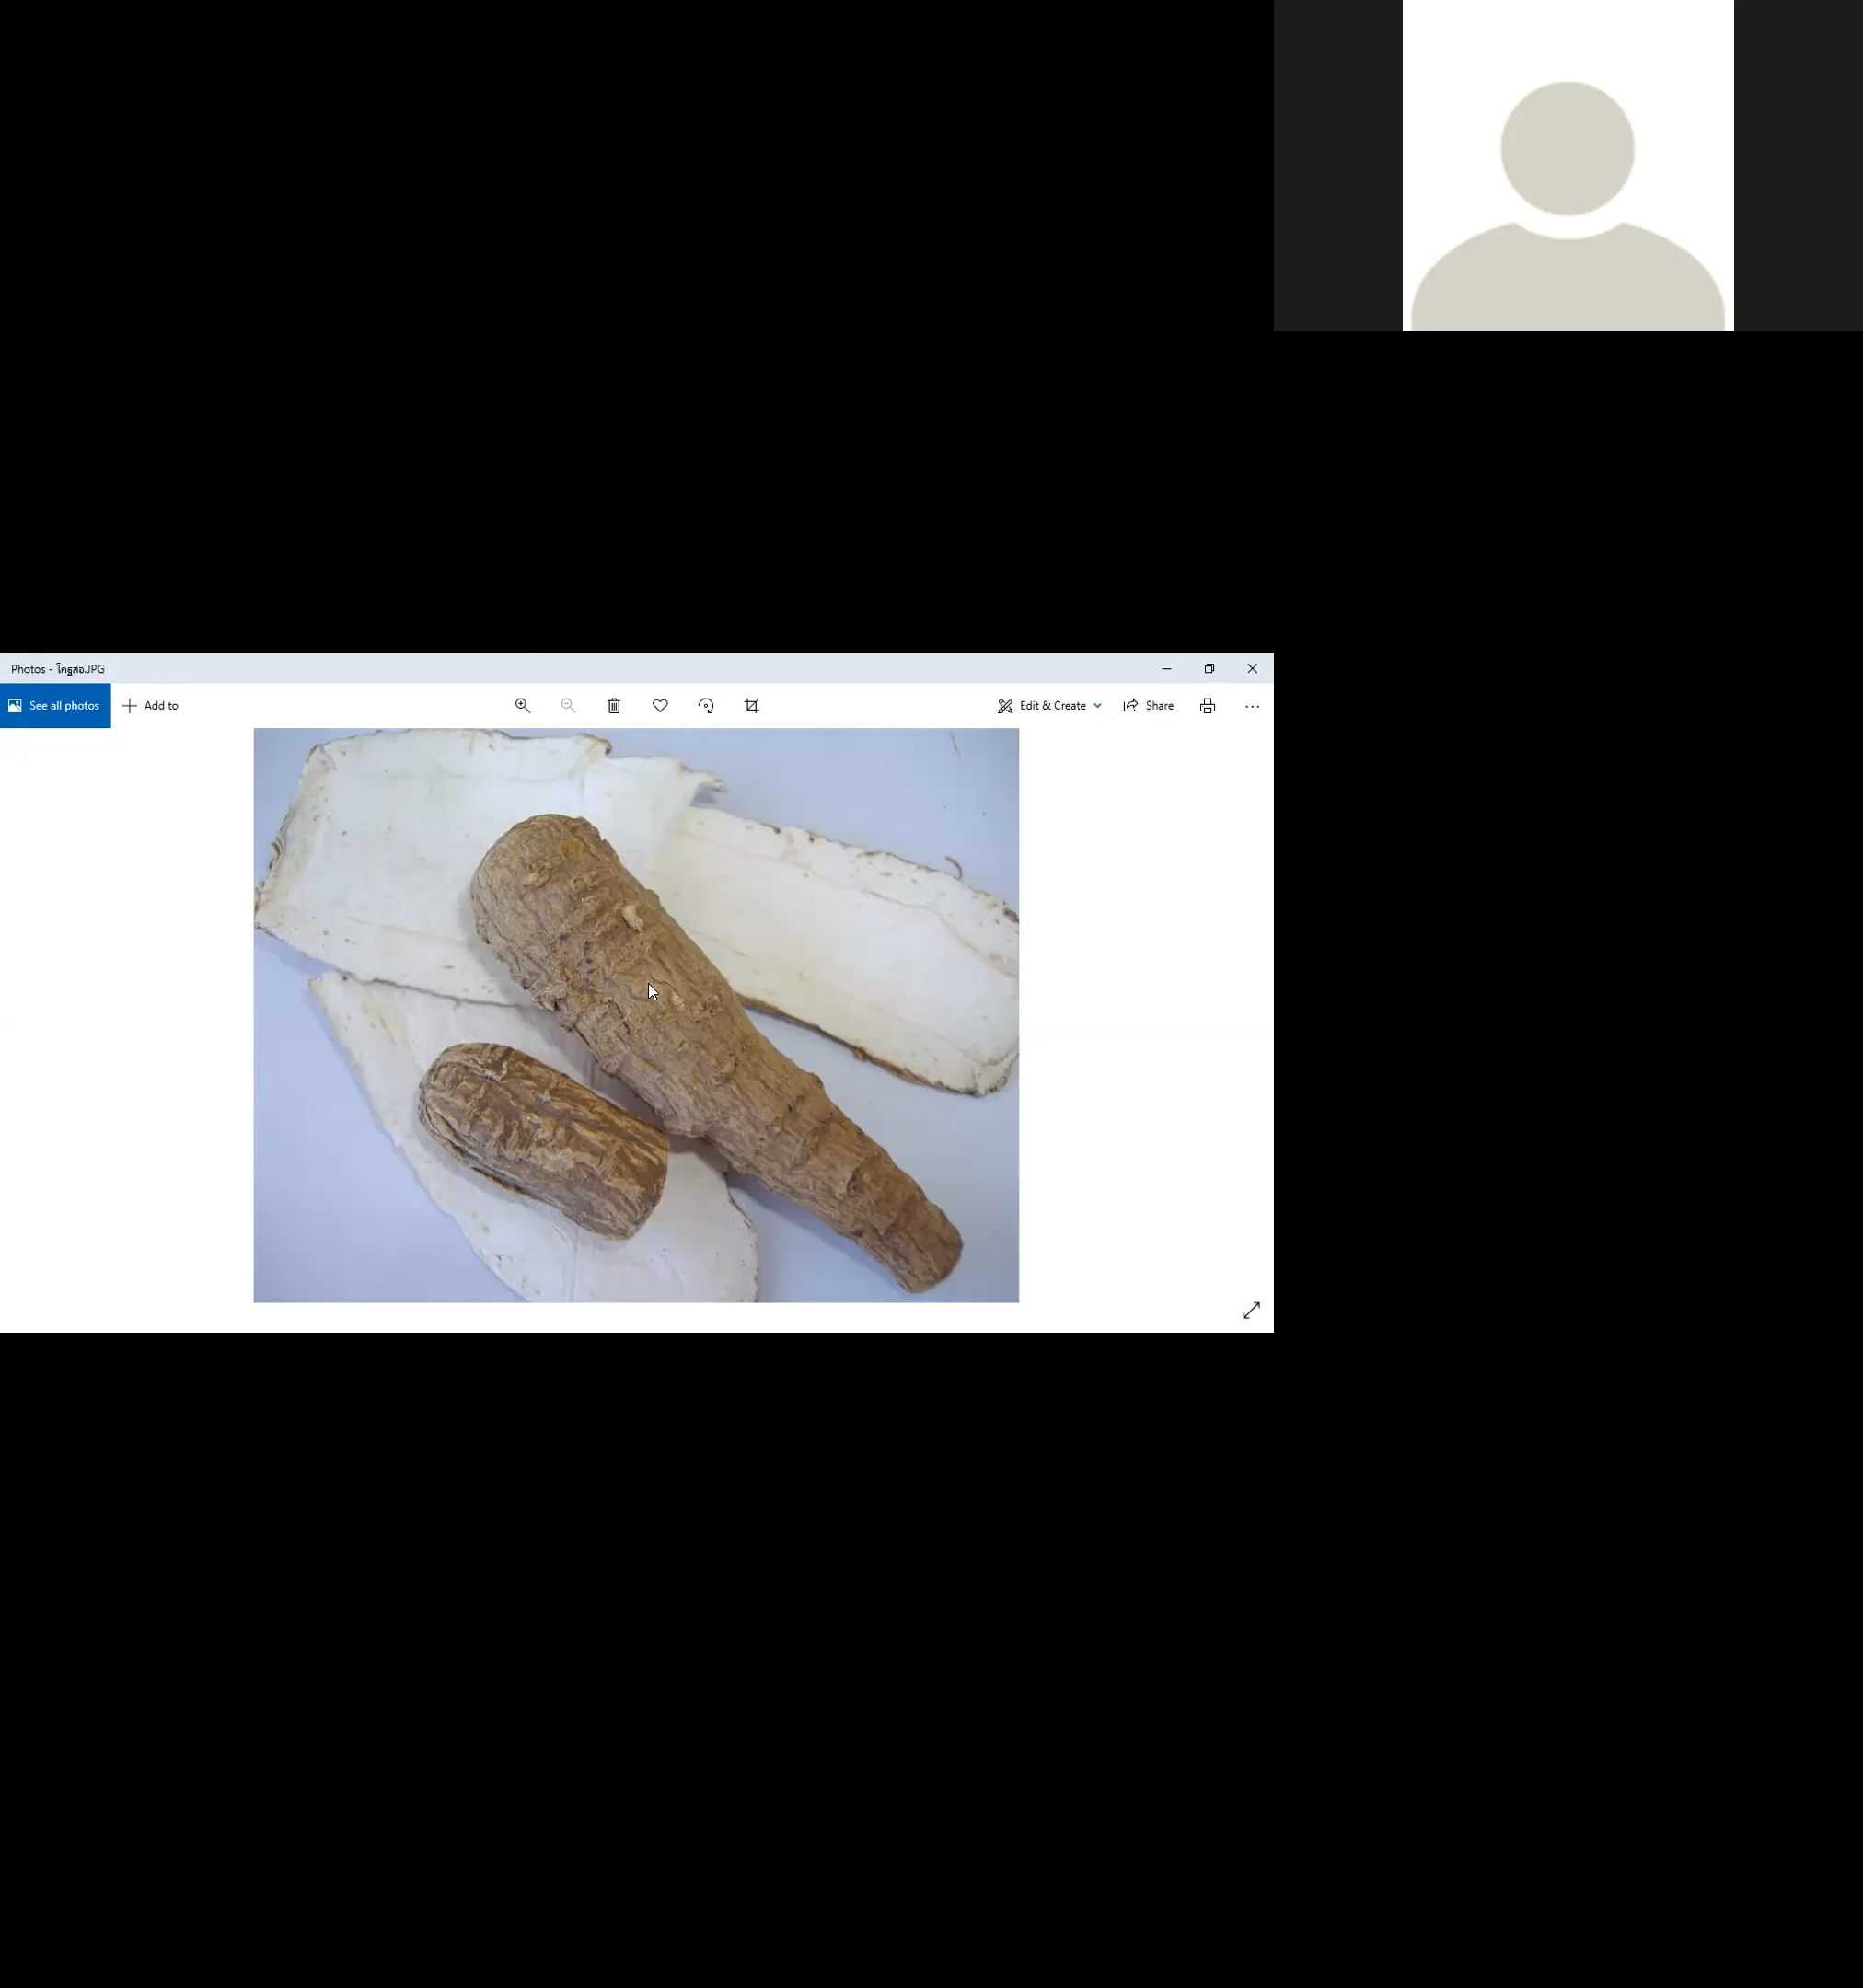 Photos - โกฐสอ.JPG
See all photos
Add to
Edit & Create
Share